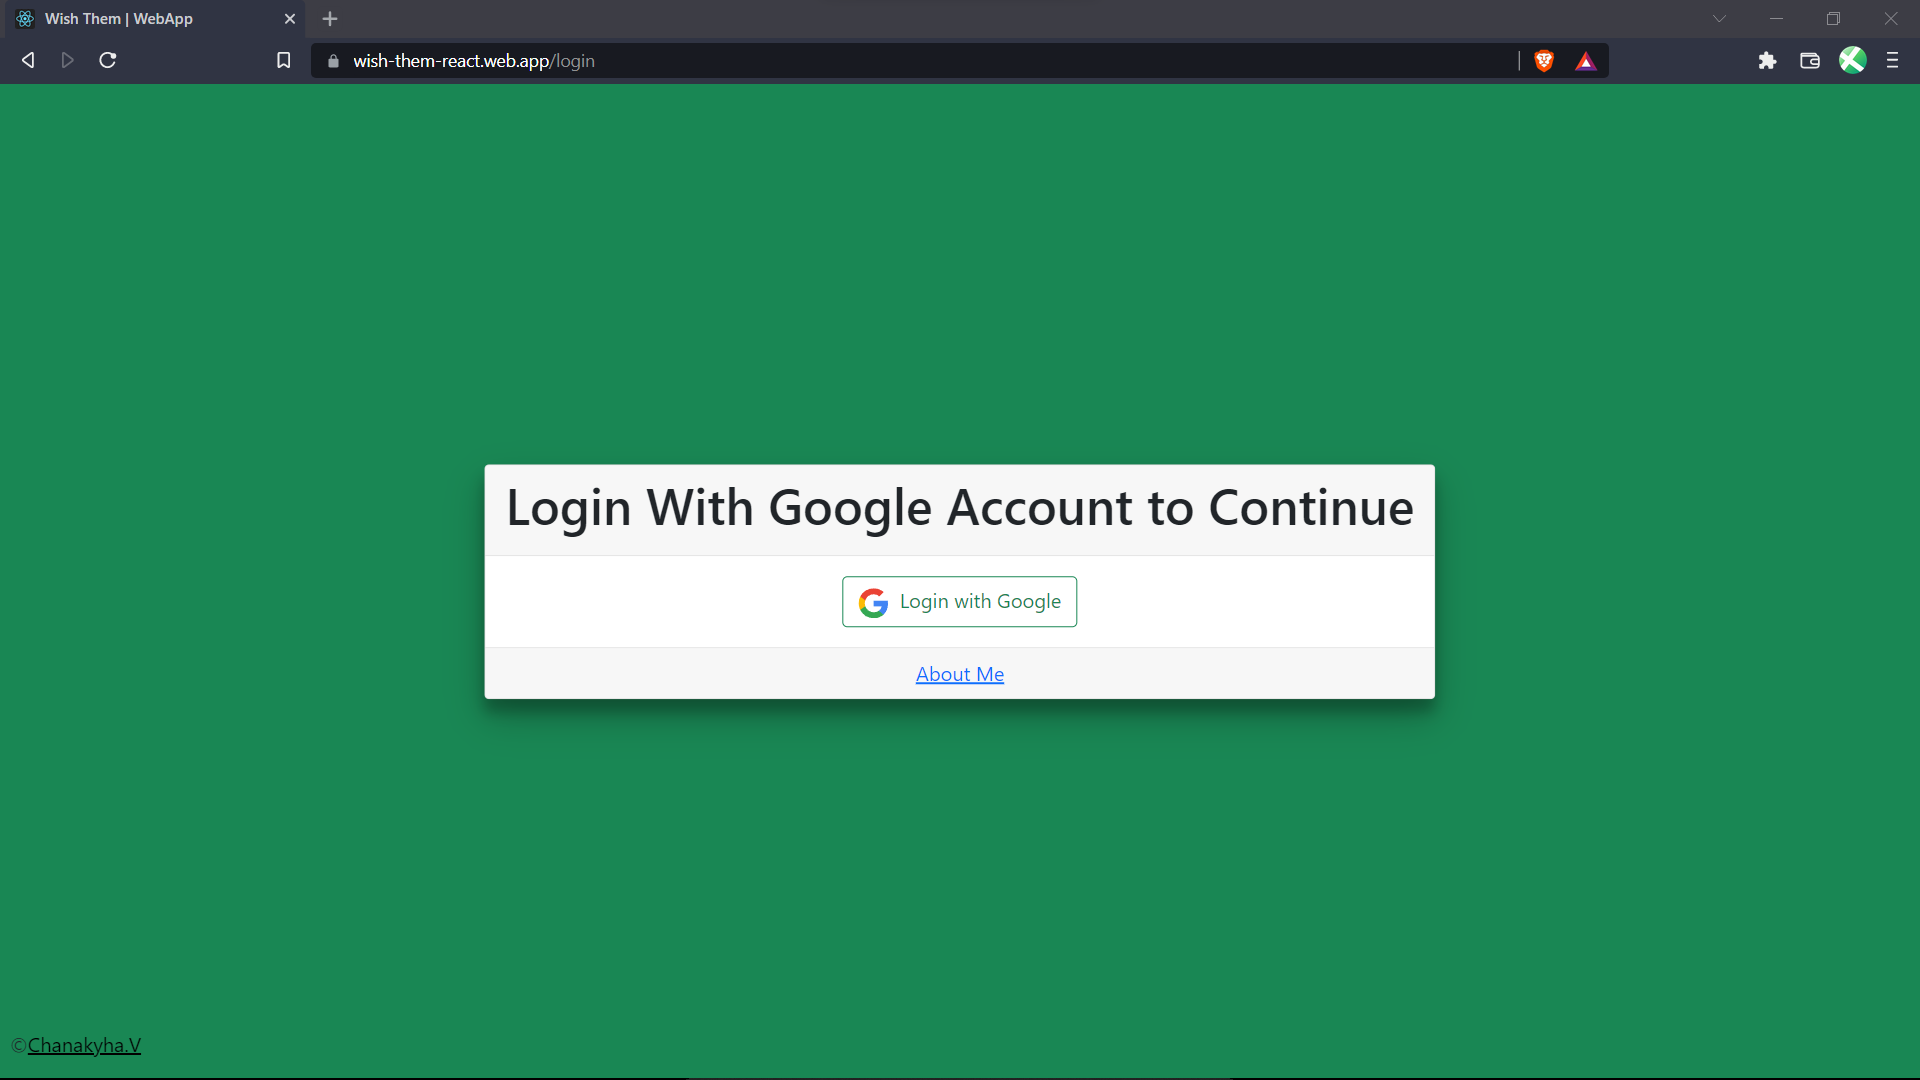 Wish Them | WebApp
wish-them-react.web.app/login
Login With Google Account to Continue
Login with Google
About Me
©Chanakyha.V